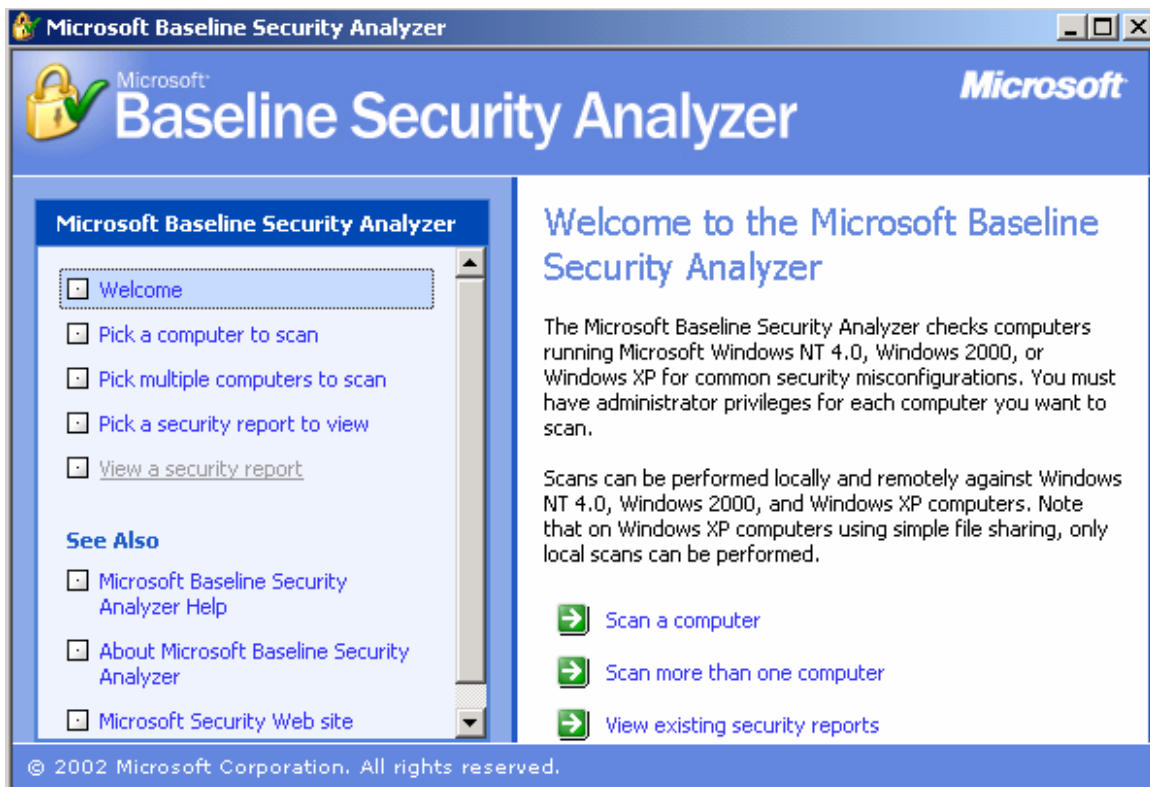 Microsoft Baseline Security Analyzer
Microsoft
Baseline Security Analyzer
Microsoft
Microsoft Baseline Security Analyzer
Welcome
Pick a computer to scan
Pick multiple computers to scan
Pick a security report to view
View a security report
See Also
Microsoft Baseline Security
Analyzer Help
About Microsoft Baseline Security
Analyzer
Microsoft Security Web site
Welcome to the Microsoft Baseline
Security Analyzer
The Microsoft Baseline Security Analyzer checks computers
running Microsoft Windows NT 4.0, Windows 2000, or
Windows XP for common security misconfigurations. You must
have administrator privileges for each computer you want to
scan.
Scans can be performed locally and remotely against Windows
NT 4.0, Windows 2000, and Windows XP computers. Note
that on Windows XP computers using simple file sharing, only
local scans can be performed.
Scan a computer
Scan more than one computer
View existing security reports
© 2002 Microsoft Corporation. All rights reserved.